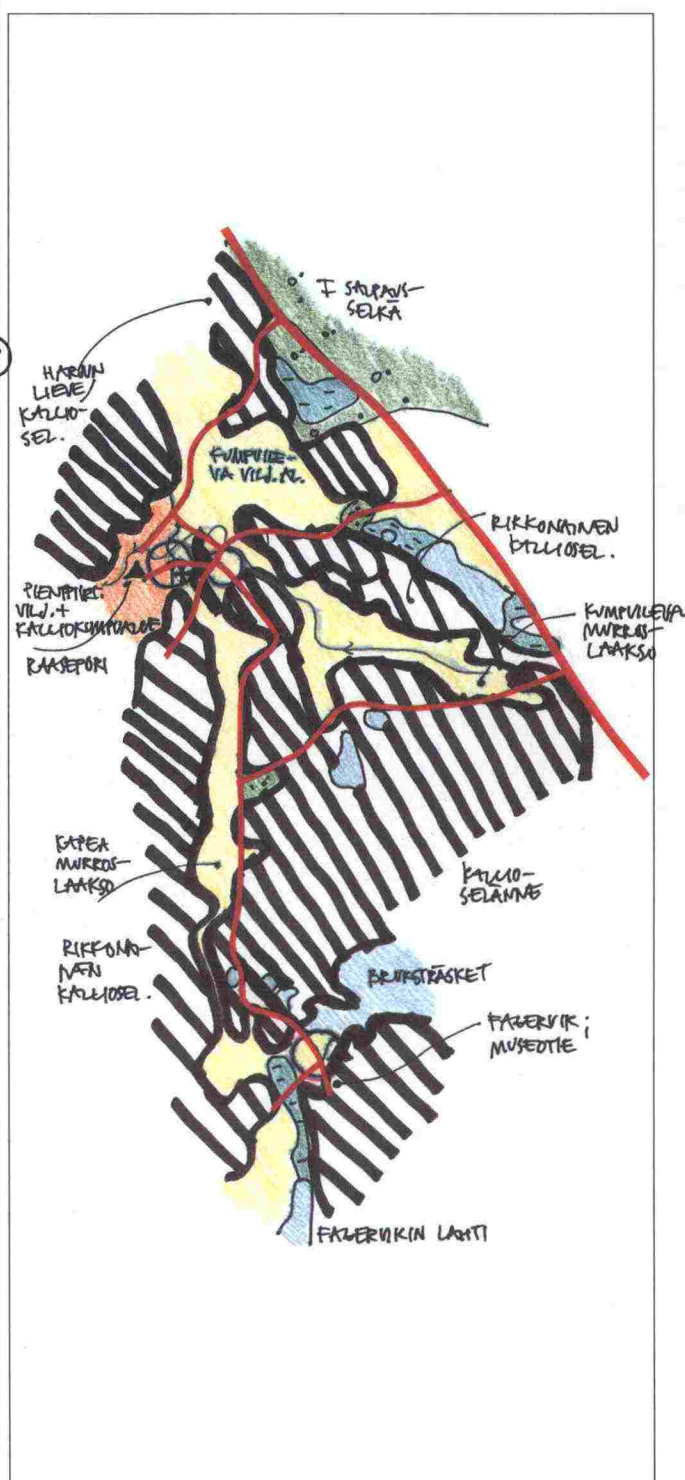 I SALPAUS-
SELKÄ
HARJUN
LIEVE/
KALLIO-
SEL.
KUMPUILE-
VA VILJ.AL.
RIKKONAINEN
KALLIOSEL.
PIENPIIRT.
VILJ. +
KALLIOKUMPUALUE
RAASEPORI
KUMPUILEVA
MURROS-
LAAKSO
KAPEA
MURROS-
LAAKSO
KALLIO-
SELÄNNE
RIKKONAI-
NEN
KALLIOSEL.
BRUKSTRÄSKET
FAGERVIK;
MUSEOTIE
FAGERVIKIN LAHTI